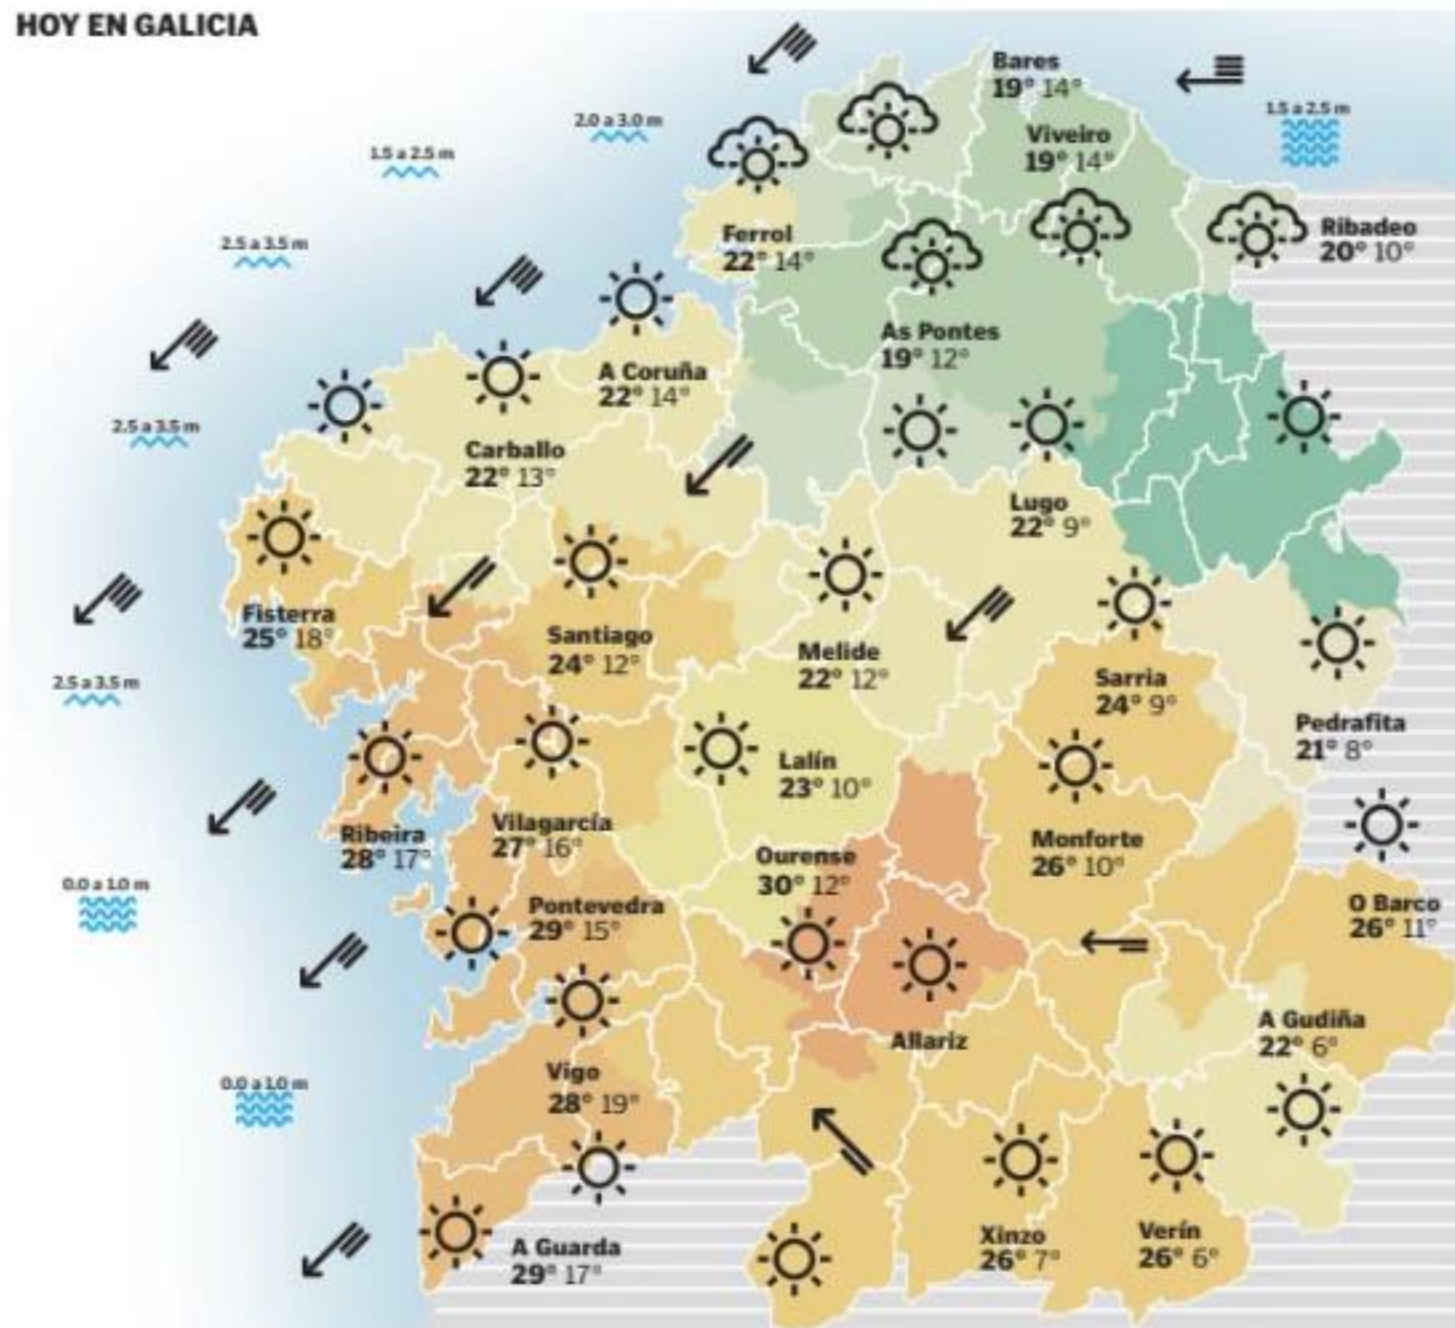 HOY EN GALICIA
Bares
19° 14°
1.5 a 2.5 m
2.0 a 3.0 m
Viveiro
19° 14°
1.5 a 2.5 m
Ferrol
22° 14°
Ribadeo
20° 10°
2.5 a 3.5 m
As Pontes
19° 12°
A Coruña
22° 14°
2.5 a 3.5 m
Carballo
22° 13°
Lugo
22° 9°
Fisterra
25° 18°
Santiago
24° 12°
Melide
22° 12°
Sarria
24° 9°
2.5 a 3.5 m
Pedrafita
21° 8°
Lalín
23° 10°
Ribeira
28° 17°
Vilagarcía
27° 16°
Monforte
26° 10°
Ourense
30° 12°
0.0 a 1.0 m
Pontevedra
29° 15°
O Barco
26° 11°
A Gudiña
22° 6°
Allariz
Vigo
28° 19°
0.0 a 1.0 m
Xinzo
26° 7°
Verín
26° 6°
A Guarda
29° 17°